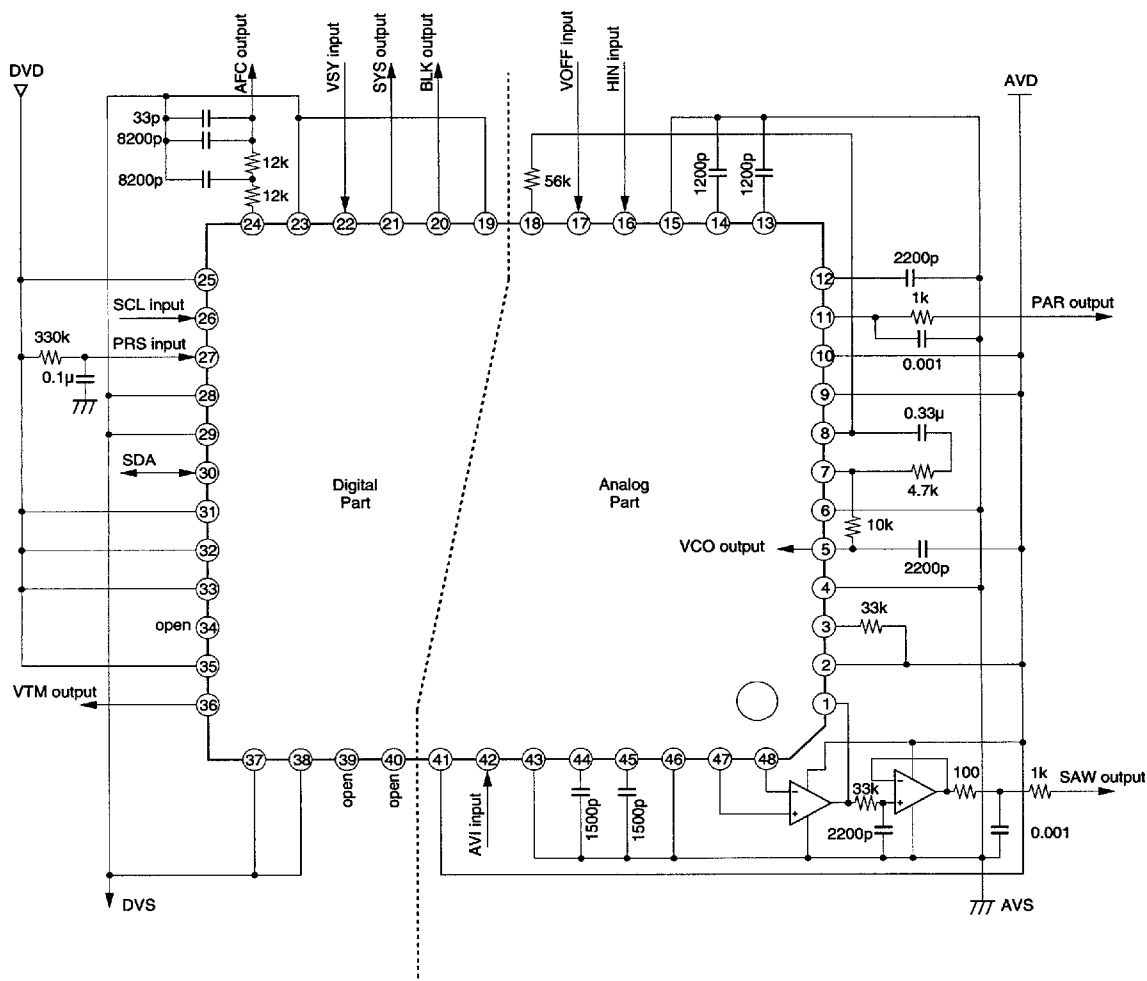 AFC output
VSY input
SYS output
BLK output
VOFF input
HIN input
DVD
AVD
33p
8200p
12k
8200p
12k
56k
1200p
1200p
24
23
22
21
20
19
18
17
16
15
14
13
25
12
2200p
SCL input
26
11
1k
PAR output
0.001
330k
PRS input
27
10
0.1µ
28
9
29
8
0.33µ
SDA
30
7
4.7k
Digital
Part
Analog
Part
31
6
10k
32
VCO output
5
2200p
33
4
open
34
3
33k
35
2
VTM output
36
1
37
38
39
40
41
42
43
44
45
46
47
48
open
open
AVI input
1500p
1500p
33k
2200p
100
1k
SAW output
0.001
DVS
AVS